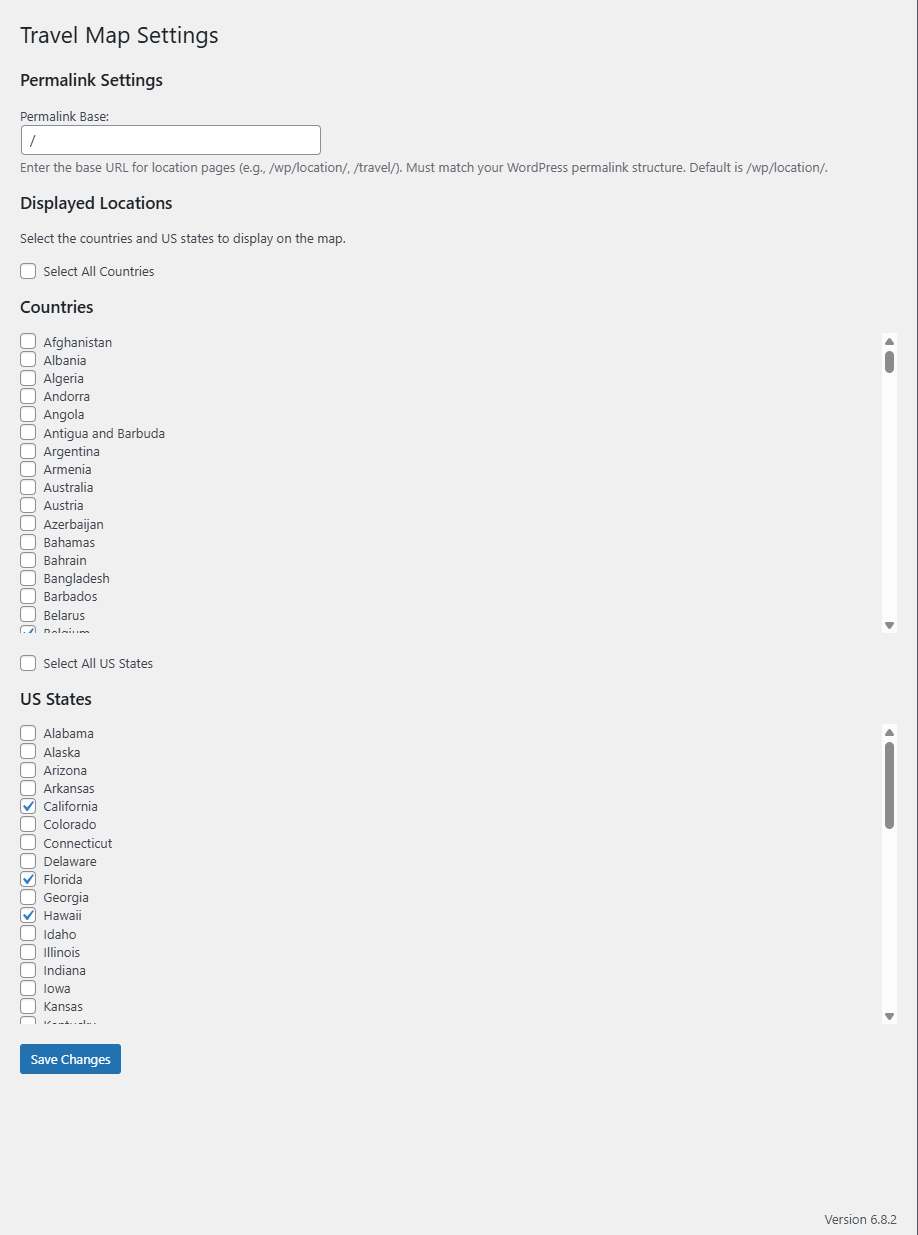 Travel Map Settings
Permalink Settings
Permalink Base:
/
Enter the base URL for location pages (e.g., /wp/location/, /travel/). Must match your WordPress permalink structure. Default is /wp/location/.
Displayed Locations
Select the countries and US states to display on the map.
Select All Countries
Countries
Afghanistan
Albania
Algeria
Andorra
Angola
Antigua and Barbuda
Argentina
Armenia
Australia
Austria
Azerbaijan
Bahamas
Bahrain
Bangladesh
Barbados
Belarus
Belgium
Select All US States
US States
Alabama
Alaska
Arizona
Arkansas
California
Colorado
Connecticut
Delaware
Florida
Georgia
Hawaii
Idaho
Illinois
Indiana
Iowa
Kansas
Kentucky
Save Changes
Version 6.8.2